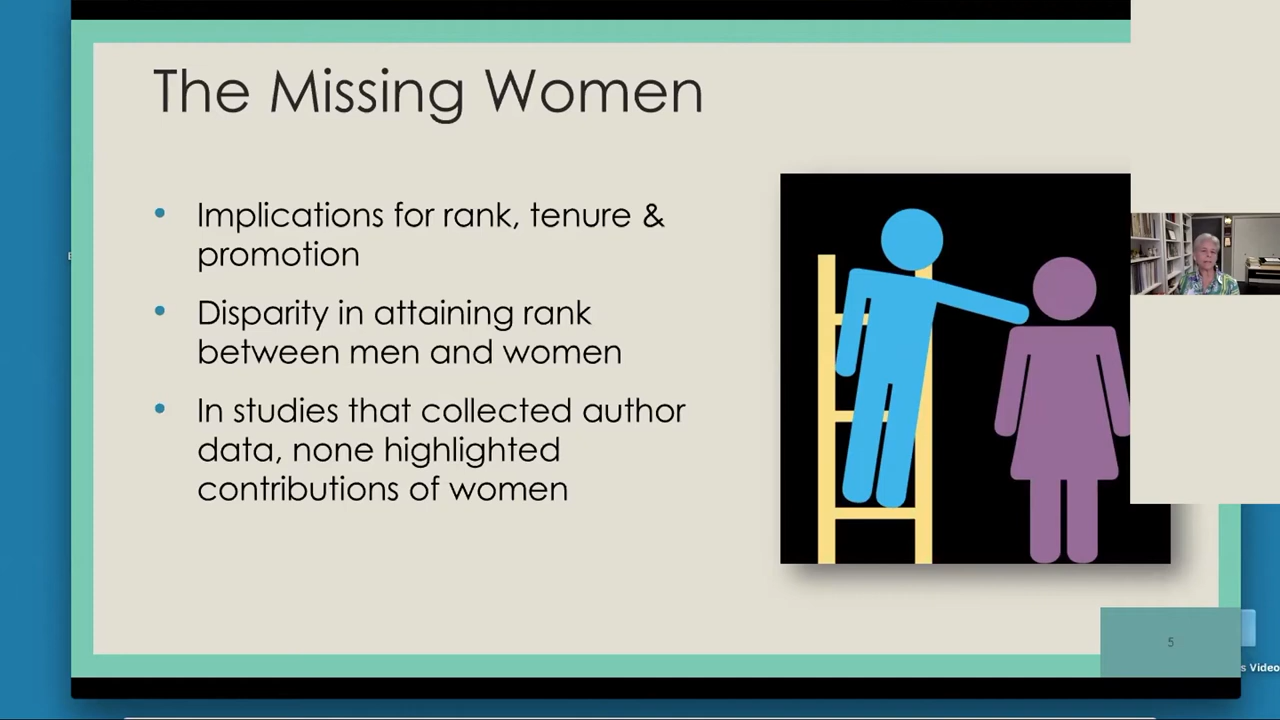 The Missing Women
• Implications for rank, tenure &
promotion
• Disparity in attaining rank
between men and women
• In studies that collected author
data, none highlighted
contributions of women
5
s Video